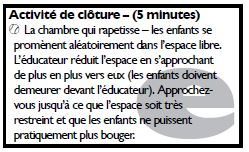 Activité de clôture – (5 minutes)
La chambre qui rapetisse – les enfants se
promènent aléatoirement dans l'espace libre.
L'éducateur réduit l'espace en s'approchant
de plus en plus vers eux (les enfants doivent
demeurer devant l'éducateur). Approchez-
vous jusqu'à ce que l'espace soit très
restreint et que les enfants ne puissent
pratiquement plus bouger.